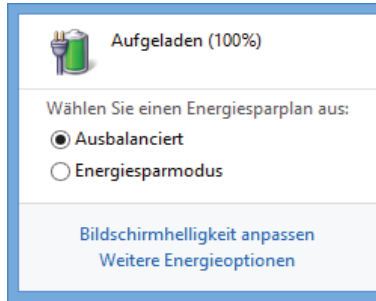 Aufgeladen (100%)
Wählen Sie einen Energiesparplan aus:
Ausbalanciert
Energiesparmodus
Bildschirmhelligkeit anpassen
Weitere Energieoptionen